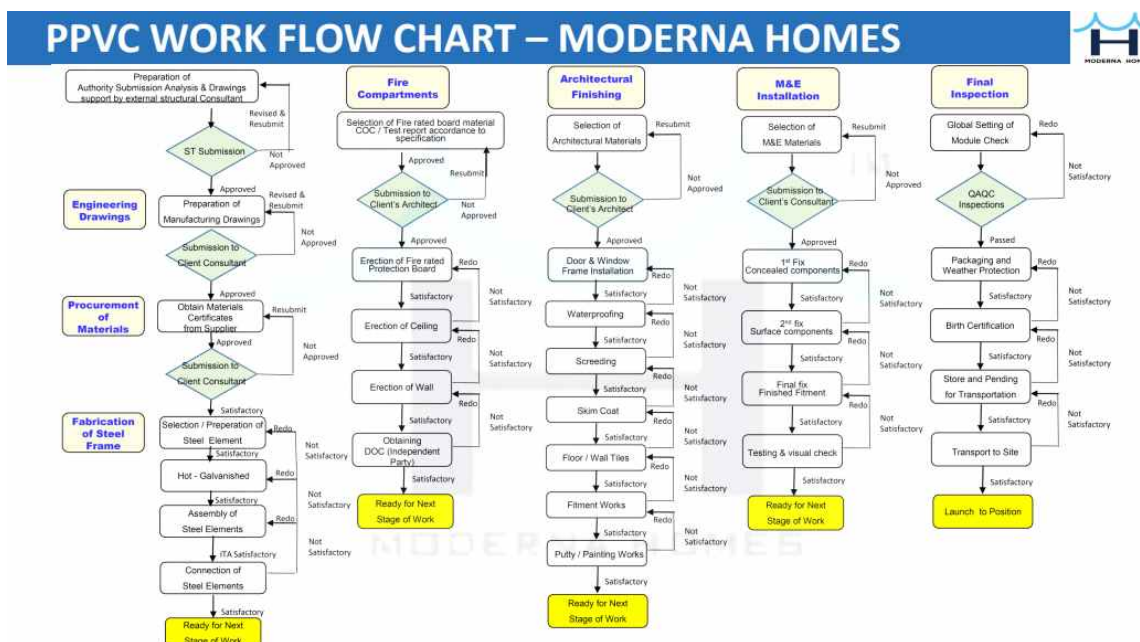 PPVC WORK FLOW CHART – MODERNA HOMES
MODERNA HOM
Preparation of
Authority Submission Analysis & Drawings
support by external structural Consultant
Revised &
Resubmit
ST Submission
Not
Approved
Approved
Revised &
Resubmit
Engineering
Drawings
Preparation of
Manufacturing Drawings
Not
Approved
Submission to
Client Consultant
Approved
Procurement
of
Materials
Obtain Materials
Certificates
from Supplier
Resubmit
Approved
Not
Approved
Submission to
Client Consultant
Satisfactory
Fabrication
of Steel
Frame
Selection / Preperation of
Steel Element
Redo
Not
Satisfactory
Satisfactory
Hot - Galvanished
Redo
Not
Satisfactory
Satisfactory
Assembly of
Steel Elements
Redo
Not
Satisfactory
iTA Satisfactory
Connection of
Steel Elements
Satisfactory
Ready for Next
Stage of Work
Fire
Compartments
Selection of Fire rated board material
COC / Test report accordance to
specification
Approved
Resubmit
Submission to
Client's Architect
Not
Approved
Approved
Erection of Fire rated
Protection Board
Redo
Not
Satisfactory
Satisfactory
Erection of Ceiling
Redo
Not
Satisfactory
Satisfactory
Erection of Wall
Redo
Not
Satisfactory
Satisfactory
Obtaining
DOC (Independent
Party)
Satisfactory
Ready for Next
Stage of Work
Architectural
Finishing
Selection of
Architectural Materials
Resubmit
Not
Approved
Submission to
Client's Architect
Approved
Door & Window
Frame Installation
Redo
Not
Satisfactory
Satisfactory
Waterproofing
Redo
Not
Satisfactory
Satisfactory
Screeding
Redo
Not
Satisfactory
Satisfactory
Skim Coat
Redo
Not
Satisfactory
Satisfactory
Floor / Wall Tiles
Redo
Not
Satisfactory
Satisfactory
Fitment Works
Redo
Not
Satisfactory
Satisfactory
Putty / Painting Works
Satisfactory
Ready for Next
Stage of Work
M&E
Installation
Selection of
M&E Materials
Resubmit
Not
Approved
Submission to
Client's Consultant
Approved
1st Fix
Concealed components
Redo
Not
Satisfactory
Satisfactory
2nd fix
Surface components
Redo
Not
Satisfactory
Satisfactory
Final fix
Finished Fitment
Redo
Not
Satisfactory
Satisfactory
Testing & visual check
Satisfactory
Ready for Next
Stage of Work
Final
Inspection
Global Setting of
Module Check
Redo
Not
Satisfactory
QAQC
Inspections
Passed
Packaging and
Weather Protection
Redo
Not
Satisfactory
Satisfactory
Birth Certification
Redo
Not
Satisfactory
Satisfactory
Store and Pending
for Transportation
Redo
Not
Satisfactory
Satisfactory
Transport to Site
Satisfactory
Launch to Position
MODERNA HOMES